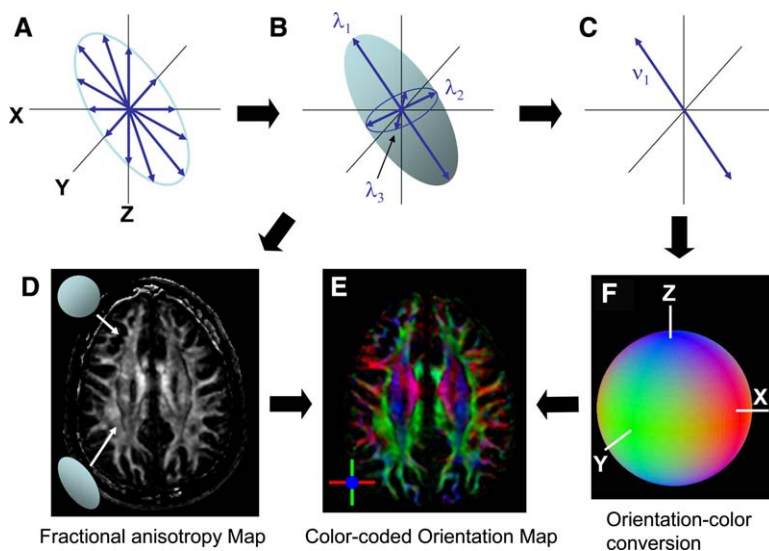 A
B
C
λ1
λ2
λ3
ν1
X
Y
Z
D
E
F
Z
X
Y
Fractional anisotropy Map
Color-coded Orientation Map
Orientation-color
conversion